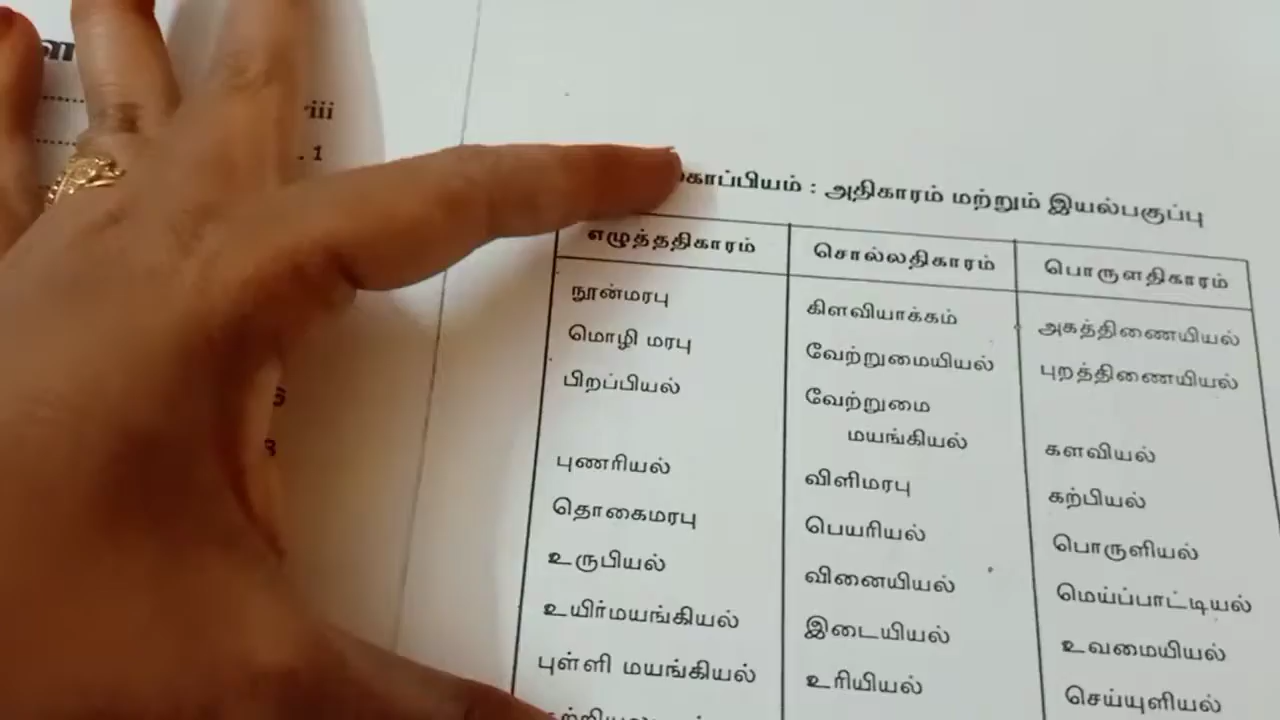 iii
. 1
காப்பியம் : அதிகாரம் மற்றும் இயல்பகுப்பு
எழுத்ததிகாரம் சொல்லதிகாரம் பொருளதிகாரம்
நூன்மரபு கிளவியாக்கம் அகத்திணையியல்
மொழி மரபு வேற்றுமையியல் புறத்திணையியல்
பிறப்பியல் வேற்றுமை
மயங்கியல் களவியல்
புணரியல் விளிமரபு கற்பியல்
தொகைமரபு பெயரியல் பொருளியல்
உருபியல் வினையியல் மெய்ப்பாட்டியல்
உயிர்மயங்கியல் இடையியல் உவமையியல்
புள்ளி மயங்கியல் உரியியல் செய்யுளியல்